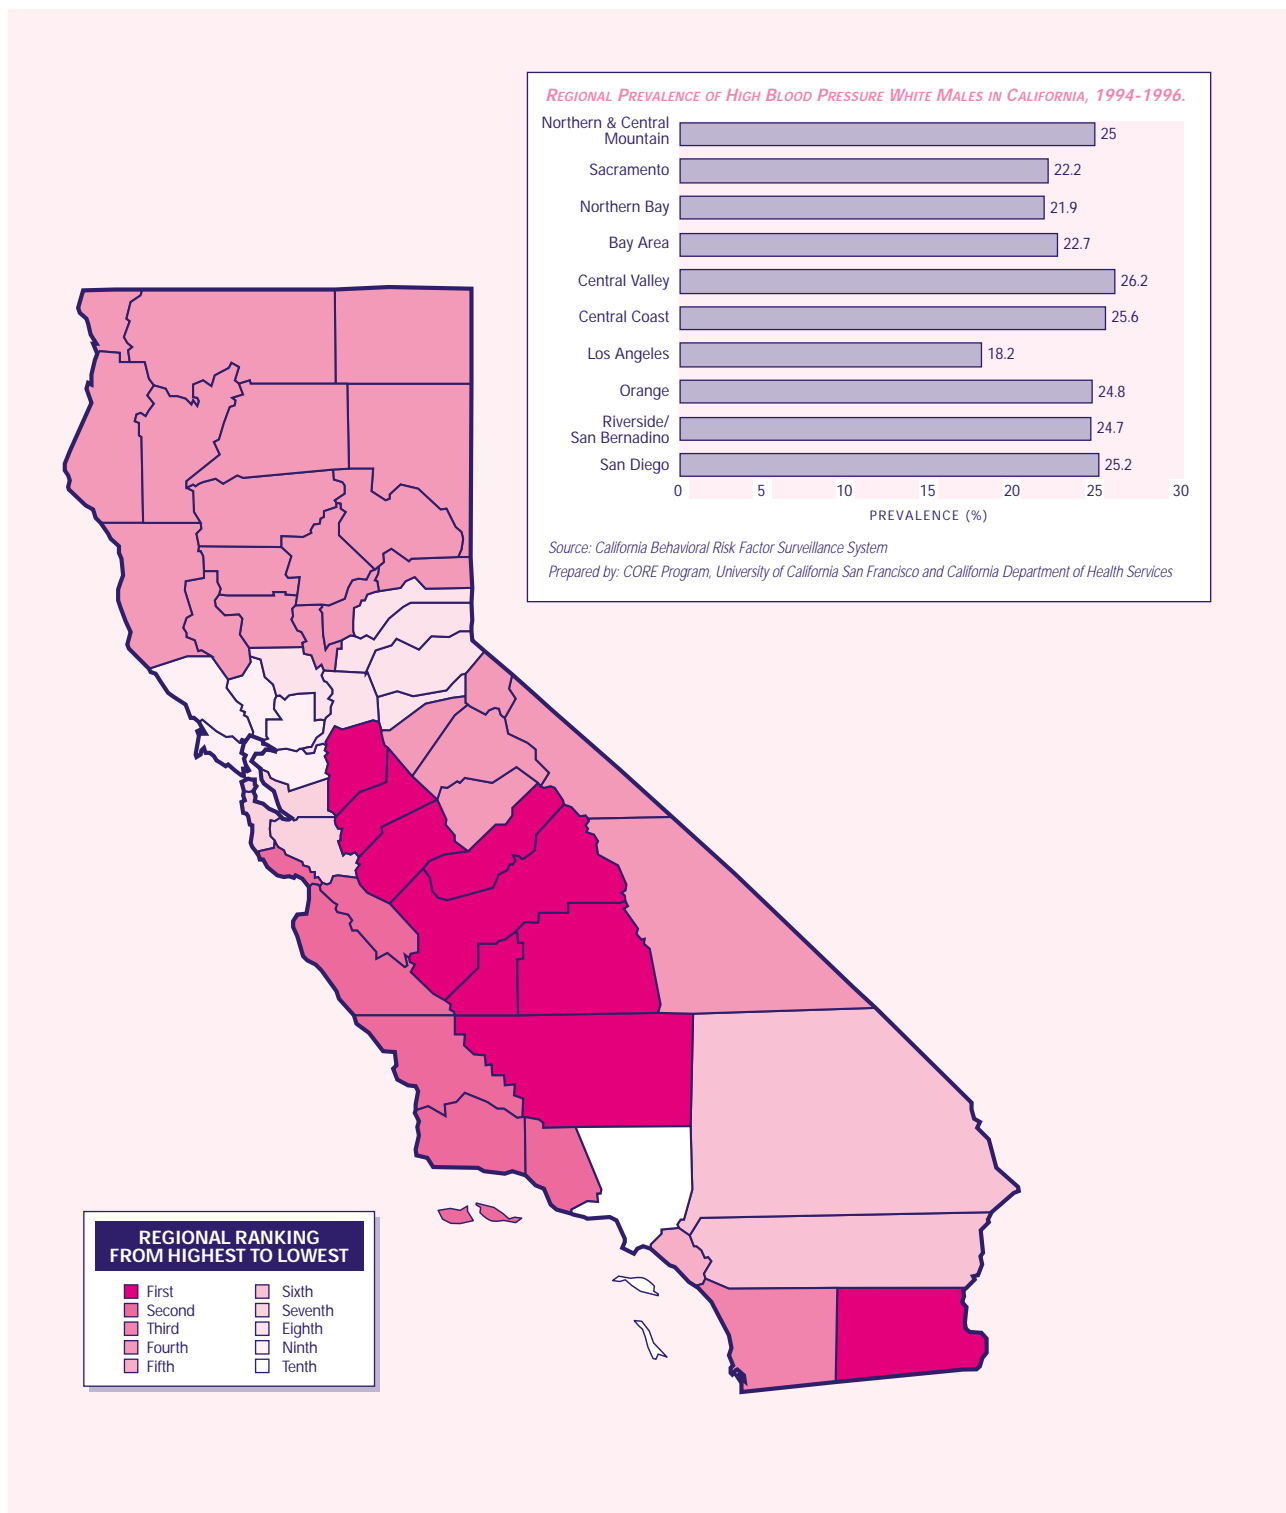 REGIONAL PREVALENCE OF HIGH BLOOD PRESSURE WHITE MALES IN CALIFORNIA, 1994-1996.
Northern & Central
Mountain
25
Sacramento
22.2
Northern Bay
21.9
Bay Area
22.7
Central Valley
26.2
Central Coast
25.6
Los Angeles
18.2
Orange
24.8
Riverside/
San Bernadino
24.7
San Diego
25.2
0 5 10 15 20 25 30
PREVALENCE (%)
Source: California Behavioral Risk Factor Surveillance System
Prepared by: CORE Program, University of California San Francisco and California Department of Health Services
REGIONAL RANKING
FROM HIGHEST TO LOWEST
First
Second
Third
Fourth
Fifth
Sixth
Seventh
Eighth
Ninth
Tenth